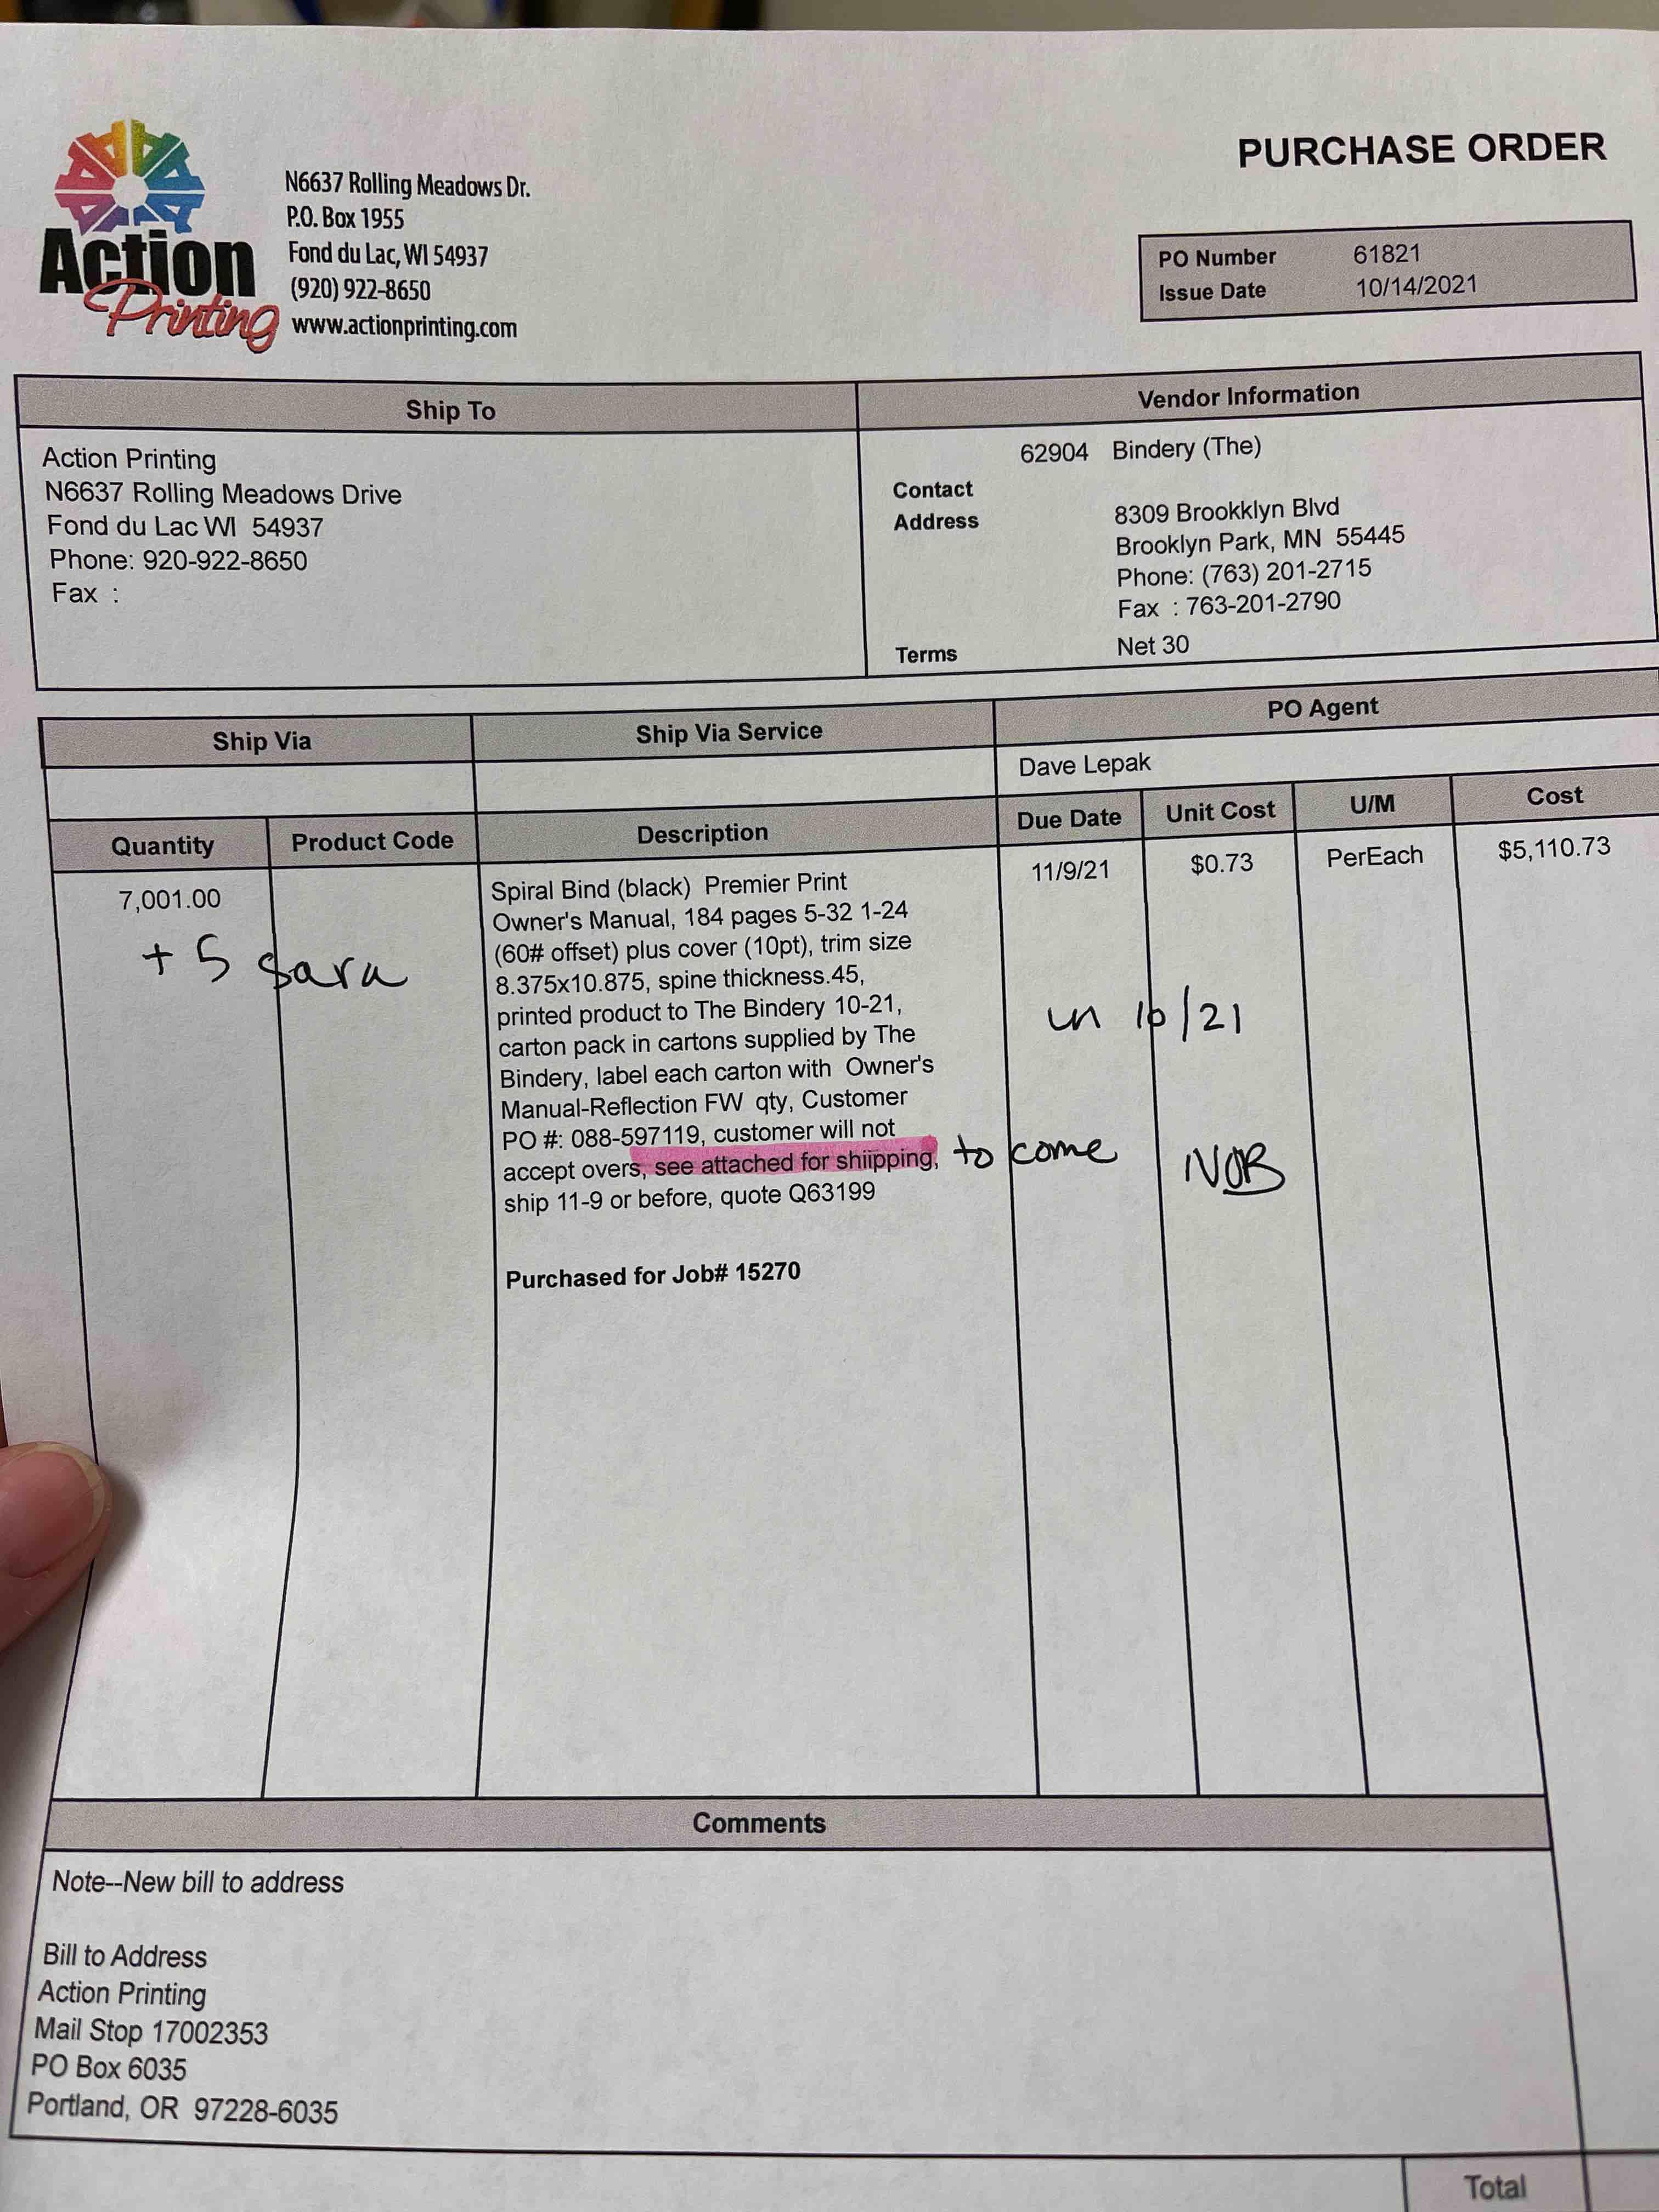 PURCHASE ORDER
Action
Printing
N6637 Rolling Meadows Dr.
P.O. Box 1955
Fond du Lac, WI 54937
(920) 922-8650
www.actionprinting.com
PO Number 61821
Issue Date 10/14/2021
Ship To
Action Printing
N6637 Rolling Meadows Drive
Fond du Lac WI 54937
Phone: 920-922-8650
Fax :
Vendor Information
62904 Bindery (The)
Contact
Address 8309 Brookklyn Blvd
Brooklyn Park, MN 55445
Phone: (763) 201-2715
Fax : 763-201-2790
Terms Net 30
Ship Via Ship Via Service PO Agent
Dave Lepak
Quantity Product Code Description Due Date Unit Cost U/M Cost
7,001.00
+ 5 sara
Spiral Bind (black) Premier Print
Owner's Manual, 184 pages 5-32 1-24
(60# offset) plus cover (10pt), trim size
8.375x10.875, spine thickness.45,
printed product to The Bindery 10-21,
carton pack in cartons supplied by The
Bindery, label each carton with Owner's
Manual-Reflection FW qty, Customer
PO #: 088-597119, customer will not
accept overs, see attached for shiipping, to come
ship 11-9 or before, quote Q63199
Purchased for Job# 15270
11/9/21 $0.73 PerEach $5,110.73
in 10/21
NOB
Comments
Note--New bill to address
Bill to Address
Action Printing
Mail Stop 17002353
PO Box 6035
Portland, OR 97228-6035
Total